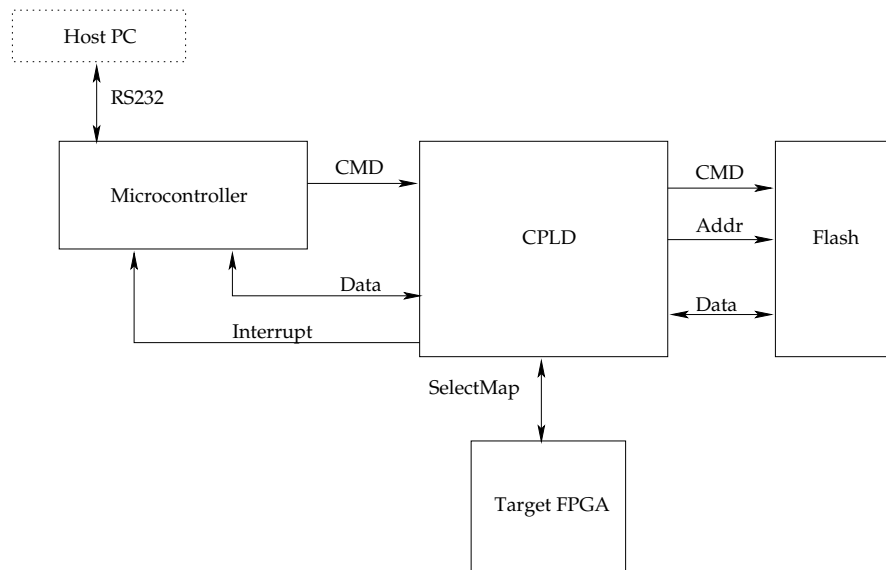 Host PC
RS232
Microcontroller
CMD
CPLD
CMD
Addr
Flash
Data
Data
Interrupt
SelectMap
Target FPGA